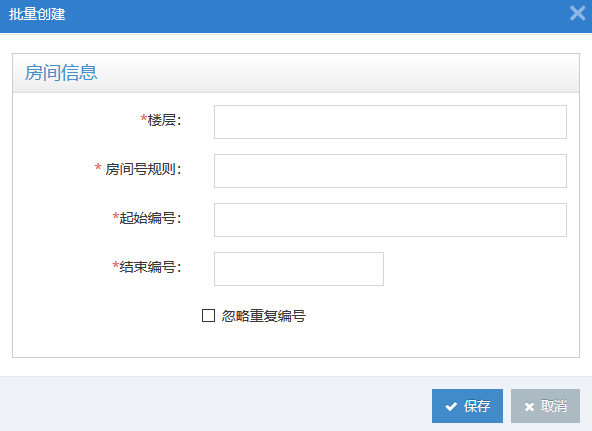 批量创建
房间信息
*楼层：
* 房间号规则：
*起始编号：
*结束编号：
忽略重复编号
保存 取消